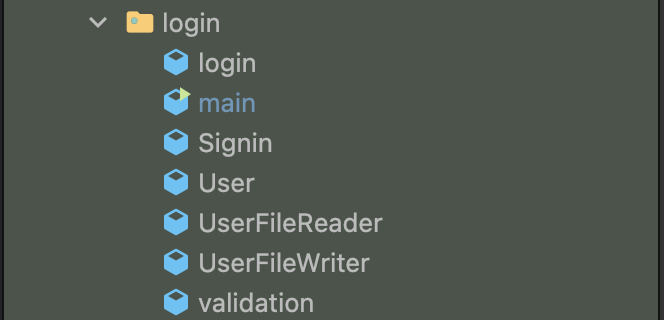 login
login
main
Signin
User
UserFileReader
UserFileWriter
validation